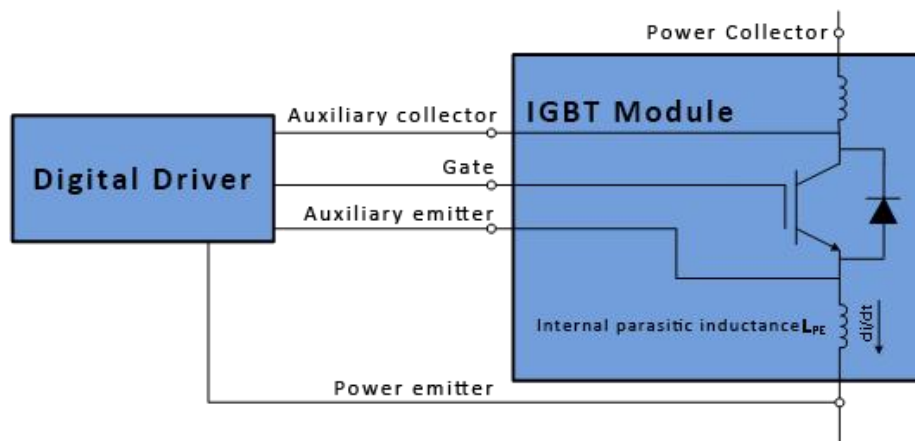 Power Collector
Auxiliary collector
IGBT Module
Digital Driver
Gate
Auxiliary emitter
Internal parasitic inductance LPE
di/dt
Power emitter